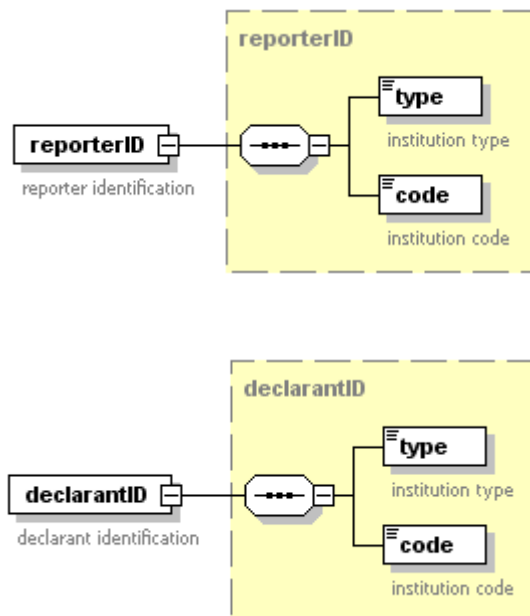 reporterID
type
institution type
reporterID
reporter identification
code
institution code
declarantID
type
institution type
declarantID
declarant identification
code
institution code